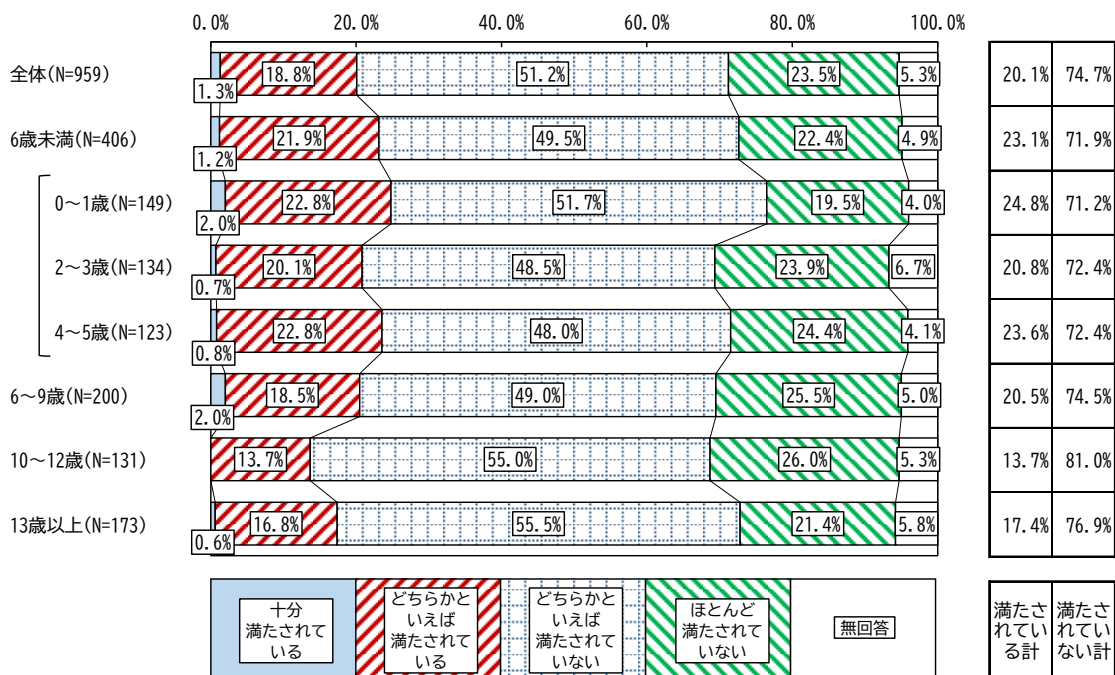 0.0% 20.0% 40.0% 60.0% 80.0% 100.0%
全体(N=959) 1.3% 18.8% 51.2% 23.5% 5.3% 20.1% 74.7%
6歳未満(N=406) 1.2% 21.9% 49.5% 22.4% 4.9% 23.1% 71.9%
0～1歳(N=149) 2.0% 22.8% 51.7% 19.5% 4.0% 24.8% 71.2%
2～3歳(N=134) 0.7% 20.1% 48.5% 23.9% 6.7% 20.8% 72.4%
4～5歳(N=123) 0.8% 22.8% 48.0% 24.4% 4.1% 23.6% 72.4%
6～9歳(N=200) 2.0% 18.5% 49.0% 25.5% 5.0% 20.5% 74.5%
10～12歳(N=131) 13.7% 55.0% 26.0% 5.3% 13.7% 81.0%
13歳以上(N=173) 0.6% 16.8% 55.5% 21.4% 5.8% 17.4% 76.9%
十分
満たされて
いる
どちらかと
いえば
満たされて
いる
どちらかと
いえば
満たされて
いない
ほとんど
満たされて
いない
無回答
満たさ
れてい
る計
満たさ
れてい
ない計